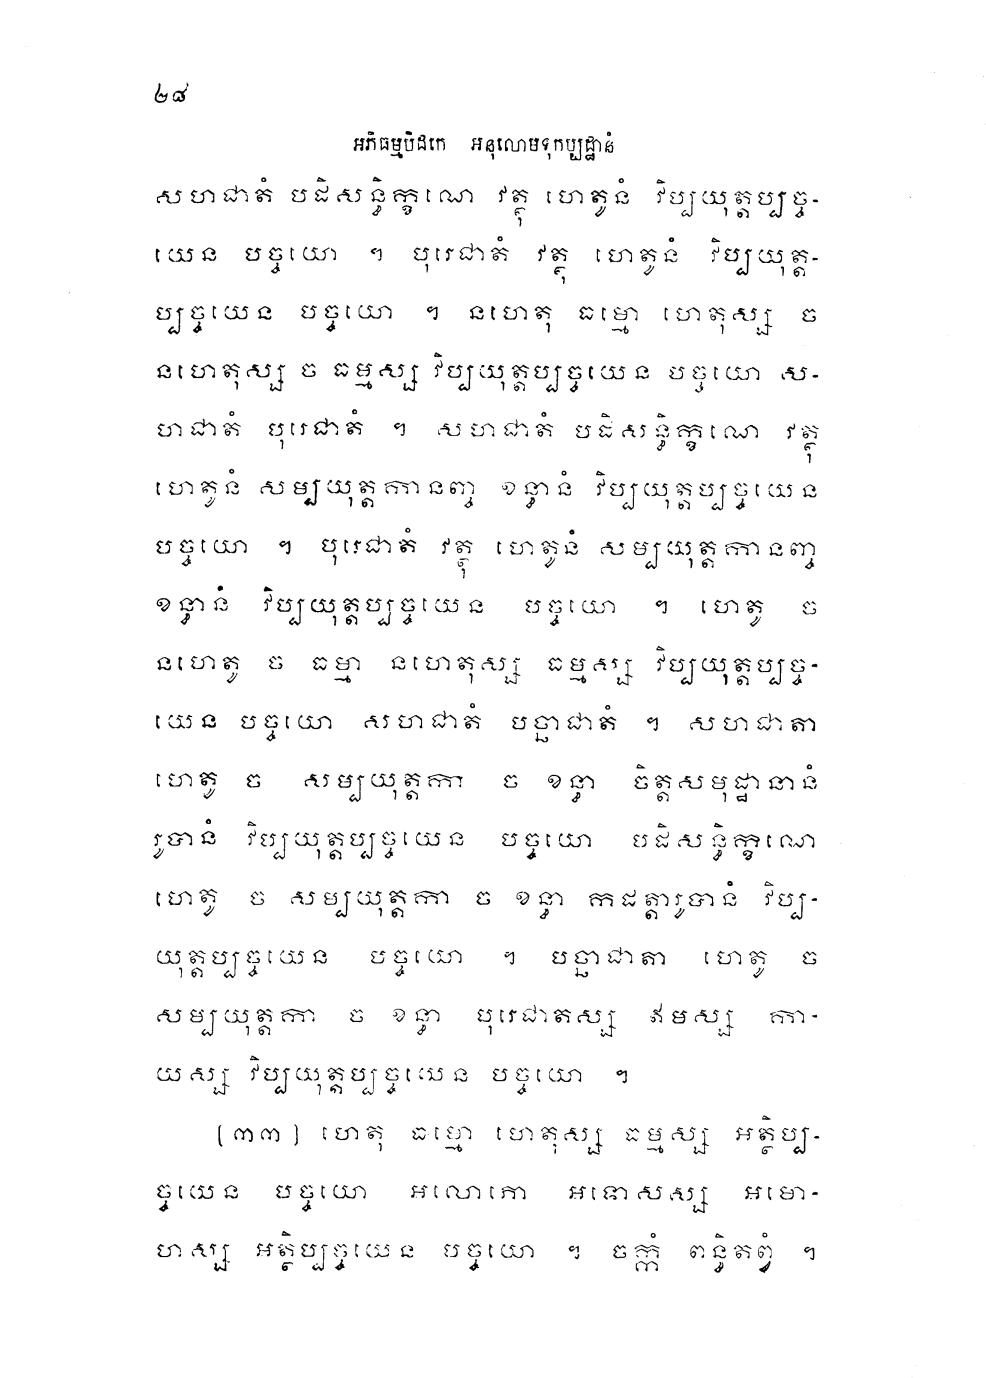 ២៨
អភិធម្មបិដកេ អនុលោមទុកប្បដ្ឋានំ
សហជាតំ បដិសន្ធិក្ខណេ វត្ថុ ហេតូនំ វិប្បយុត្តប្បច្ច-
យេន បច្ចយោ ។ បុរេជាតំ វត្ថុ ហេតូនំ វិប្បយុត្ត-
ប្បច្ចយេន បច្ចយោ ។ នហេតុ ធម្មោ ហេតុស្ស ច
នហេតុស្ស ច ធម្មស្ស វិប្បយុត្តប្បច្ចយេន បច្ចយោ ស-
ហជាតំ បុរេជាតំ ។ សហជាតំ បដិសន្ធិក្ខណេ វត្ថុ
ហេតូនំ សម្បយុត្តកានញ្ច ខន្ធានំ វិប្បយុត្តប្បច្ចយេន
បច្ចយោ ។ បុរេជាតំ វត្ថុ ហេតូនំ សម្បយុត្តកានញ្ច
ខន្ធានំ វិប្បយុត្តប្បច្ចយេន បច្ចយោ ។ ហេតូ ច
នហេតូ ច ធម្មា នហេតុស្ស ធម្មស្ស វិប្បយុត្តប្បច្ច-
យេន បច្ចយោ សហជាតំ បច្ឆាជាតំ ។ សហជាតា
ហេតូ ច សម្បយុត្តកា ច ខន្ធា ចិត្តសមុដ្ឋានានំ
រូបានំ វិប្បយុត្តប្បច្ចយេន បច្ចយោ បដិសន្ធិក្ខណេ
ហេតូ ច សម្បយុត្តកា ច ខន្ធា កដត្តារូបានំ វិប្ប-
យុត្តប្បច្ចយេន បច្ចយោ ។ បច្ឆាជាតា ហេតូ ច
សម្បយុត្តកា ច ខន្ធា បុរេជាតស្ស ឥមស្ស កា-
យស្ស វិប្បយុត្តប្បច្ចយេន បច្ចយោ ។
[៣៣] ហេតុ ធម្មោ ហេតុស្ស ធម្មស្ស អត្ថិប្ប-
ច្ចយេន បច្ចយោ អលោភោ អទោសស្ស អមោ-
ហស្ស អត្ថិប្បច្ចយេន បច្ចយោ ។ ចក្កំ ពន្ធិតព្វំ ។